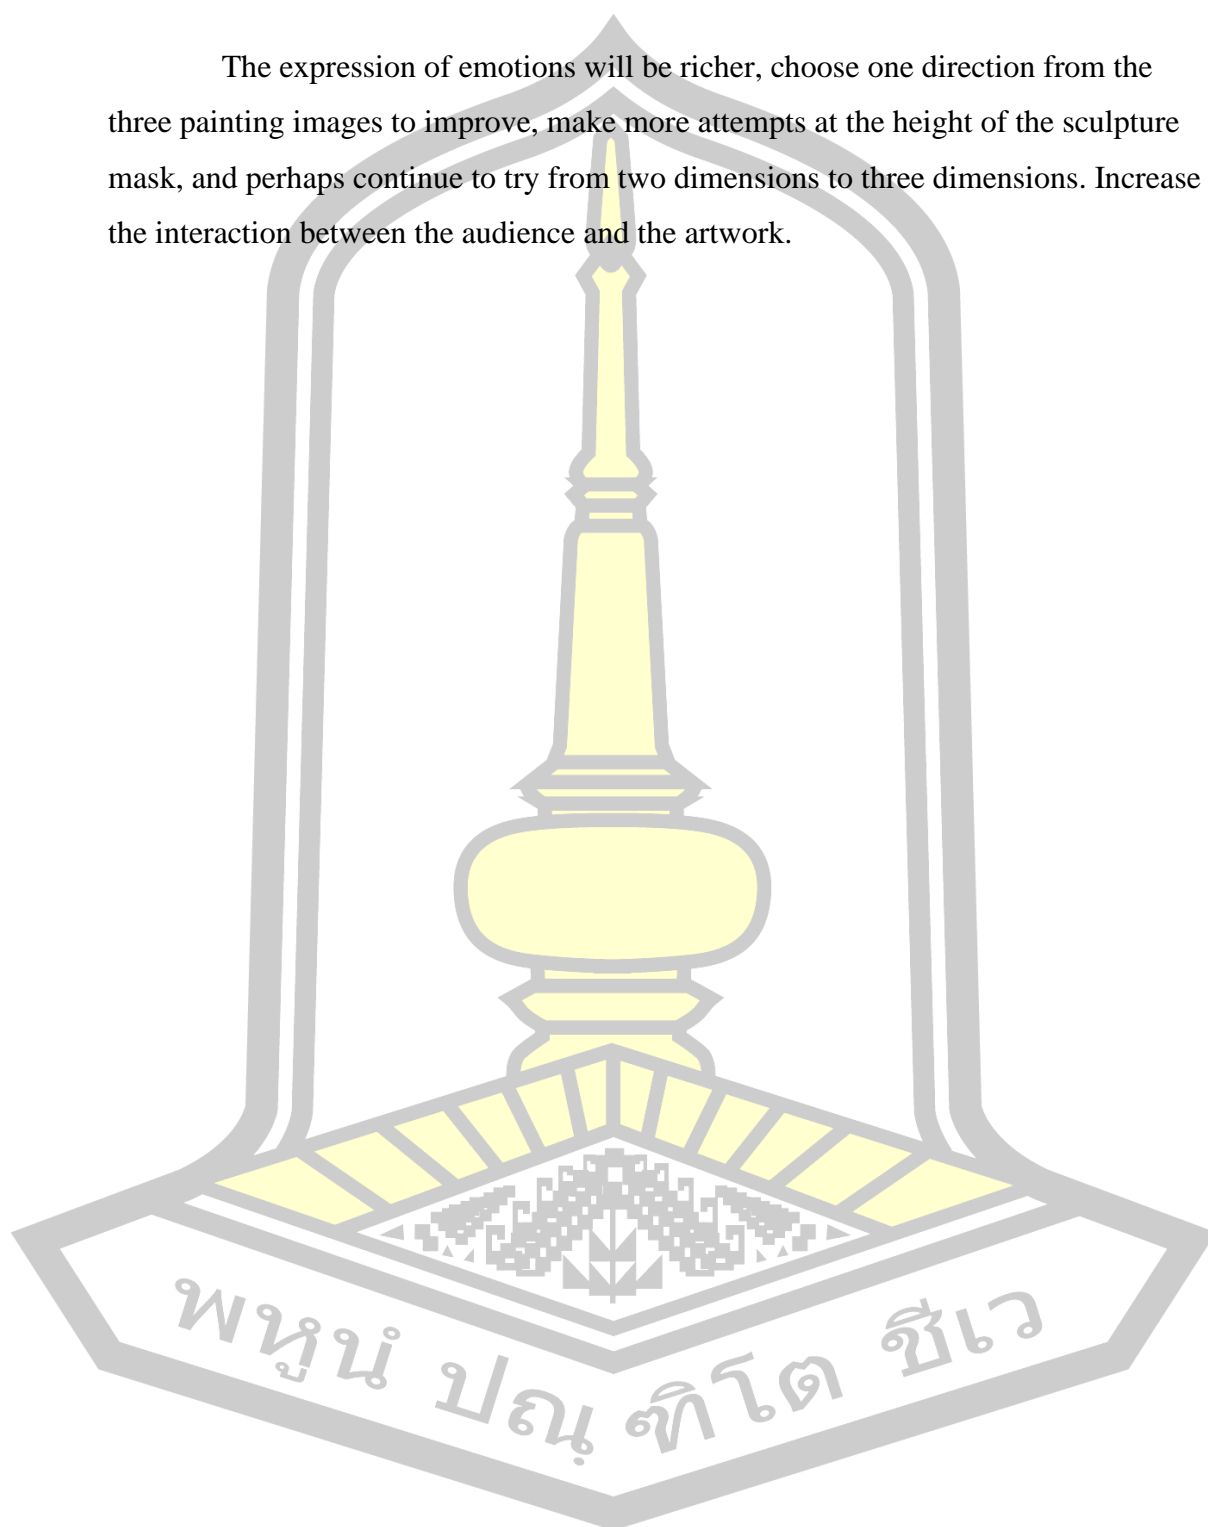 The expression of emotions will be richer, choose one direction from the
three painting images to improve, make more attempts at the height of the sculpture
mask, and perhaps continue to try from two dimensions to three dimensions. Increase
the interaction between the audience and the artwork.
พหูนํ ปณฺฑิโต ชีเว